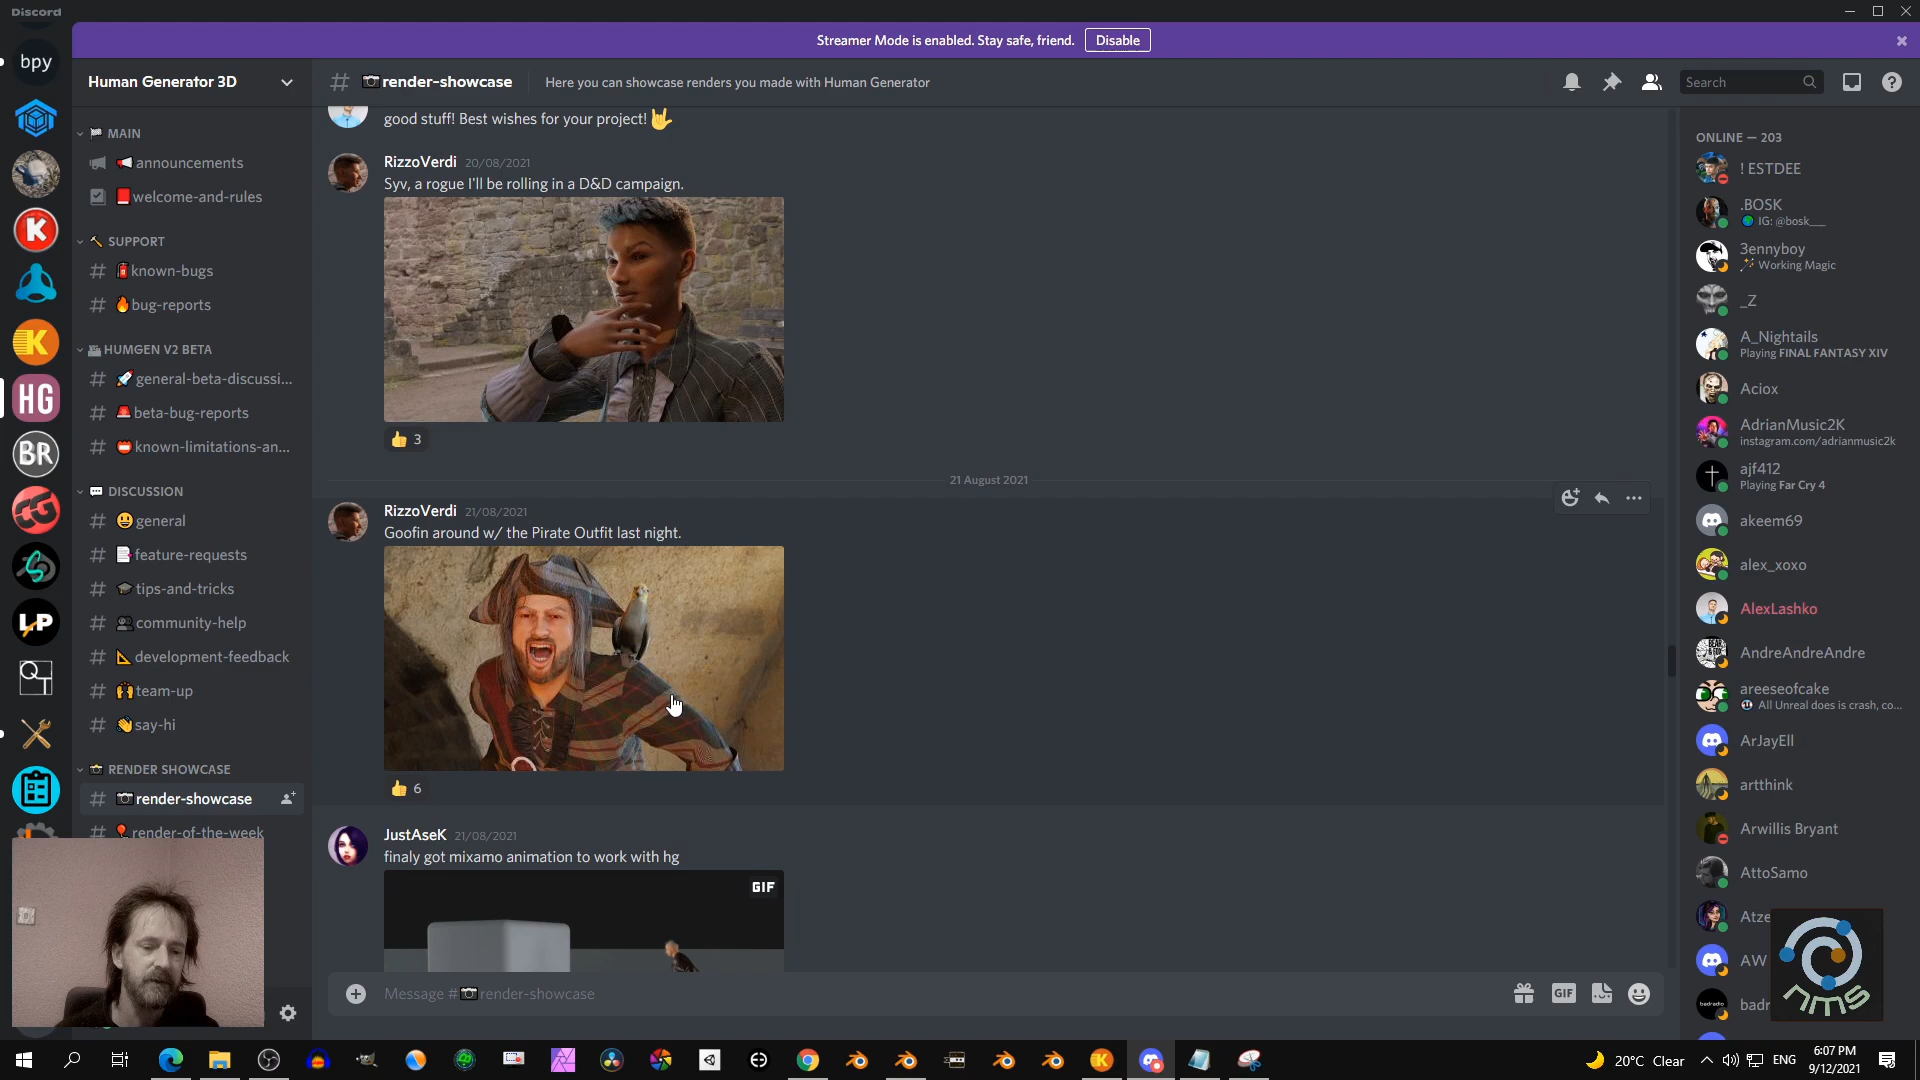 Discord
Streamer Mode is enabled. Stay safe, friend.
Disable
bpy
K
K
HG
BR
Human Generator 3D
MAIN
announcements
welcome-and-rules
SUPPORT
known-bugs
bug-reports
HUMGEN V2 BETA
general-beta-discussi...
beta-bug-reports
known-limitations-an...
DISCUSSION
general
feature-requests
tips-and-tricks
community-help
development-feedback
team-up
say-hi
RENDER SHOWCASE
render-showcase
render-of-the-week
# render-showcase
Here you can showcase renders you made with Human Generator
Search
good stuff! Best wishes for your project!
RizzoVerdi 20/08/2021
Syv, a rogue I'll be rolling in a D&D campaign.
3
21 August 2021
RizzoVerdi 21/08/2021
Goofin around w/ the Pirate Outfit last night.
6
JustAseK 21/08/2021
finaly got mixamo animation to work with hg
GIF
Message # render-showcase
GIF
ONLINE — 203
! ESTDEE
.BOSK
IG: @bosk__
3ennyboy
Working Magic
_Z
A_Nightails
Playing FINAL FANTASY XIV
Aciox
AdrianMusic2K
instagram.com/adrianmusic2k
ajf412
Playing Far Cry 4
akeem69
alex_xoxo
AlexLashko
AndreAndreAndre
areeseofcake
All Unreal does is crash, co...
ArJayEll
artthink
Arwillis Bryant
AttoSamo
Atze
AW
badr
nms
20°C Clear
ENG
6:07 PM
9/12/2021